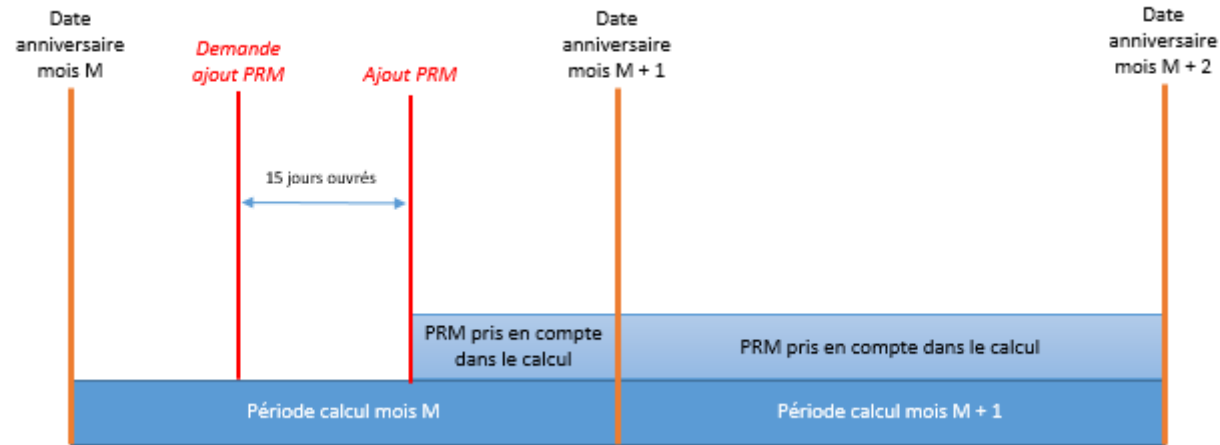 Date
anniversaire
mois M
Demande
ajout PRM
Ajout PRM
Date
anniversaire
mois M + 1
Date
anniversaire
mois M + 2
15 jours ouvrés
PRM pris en compte
dans le calcul
PRM pris en compte dans le calcul
Période calcul mois M
Période calcul mois M + 1